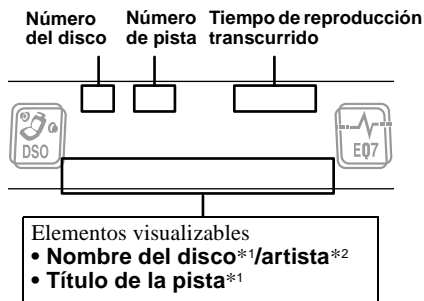 Número Número Tiempo de reproducción
del disco de pista transcurrido
DSO EQ7
Elementos visualizables
• Nombre del disco*1/artista*2
• Título de la pista*1